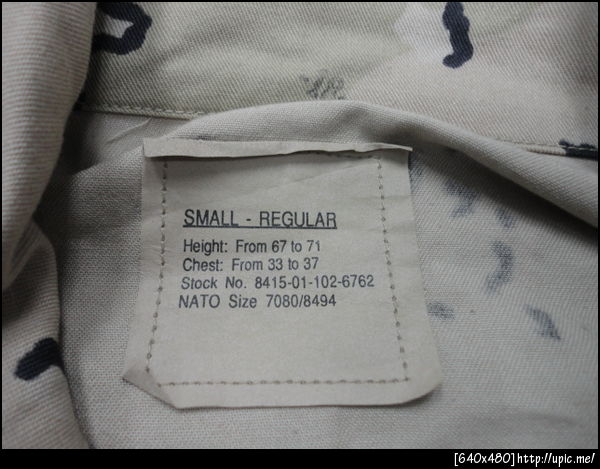 SMALL - REGULAR
Height: From 67 to 71
Chest: From 33 to 37
Stock No. 8415-01-102-6762
NATO Size 7080/8494
[640x480]http://upic.me/